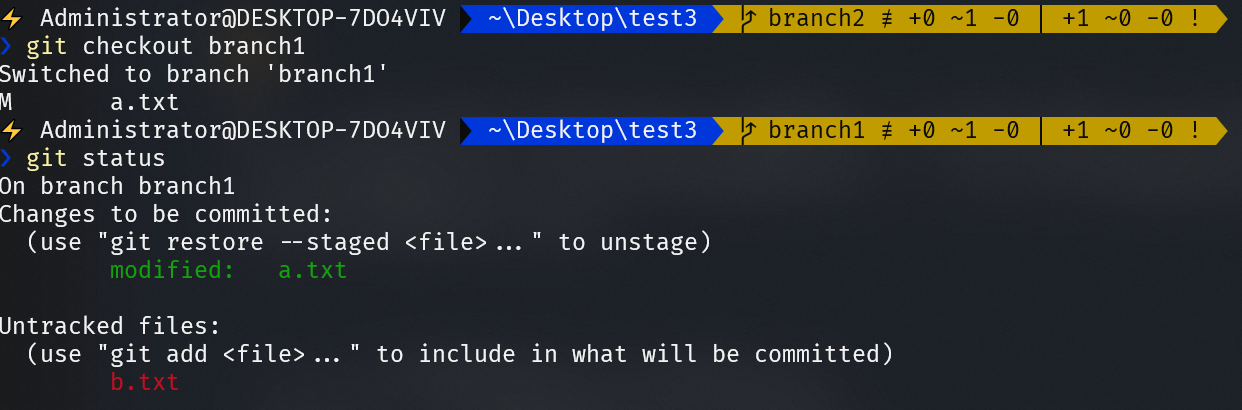 ⚡ Administrator@DESKTOP-7DO4VIV ~\Desktop\test3 branch2 ≢ +0 ~1 -0 | +1 ~0 -0 !
❯ git checkout branch1
Switched to branch 'branch1'
M       a.txt
⚡ Administrator@DESKTOP-7DO4VIV ~\Desktop\test3 branch1 ≢ +0 ~1 -0 | +1 ~0 -0 !
❯ git status
On branch branch1
Changes to be committed:
  (use "git restore --staged <file>..." to unstage)
        modified:   a.txt

Untracked files:
  (use "git add <file>..." to include in what will be committed)
        b.txt